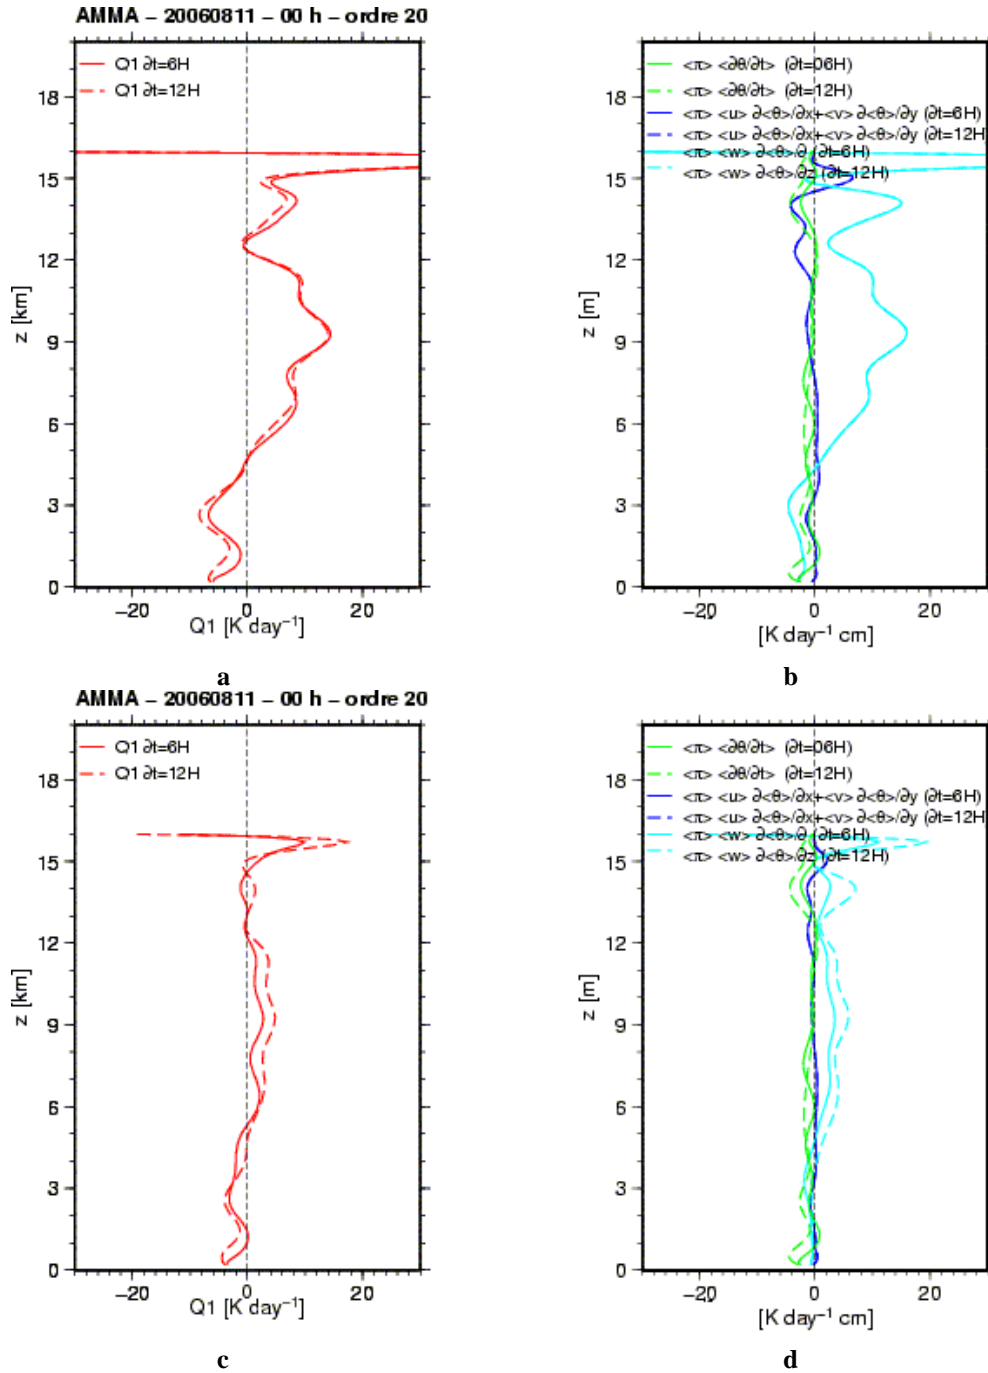 AMMA – 20060811 – 00 h – ordre 20
Q1 ∂t=6H
Q1 ∂t=12H
18
15
12
9
6
3
0
z [km]
−20 0 20
Q1 [K day⁻¹]
a
<π> <∂θ/∂t> (∂t=06H)
<π> <∂θ/∂t> (∂t=12H)
<π> <u> ∂<θ>/∂x+<v> ∂<θ>/∂y (∂t=6H)
<π> <u> ∂<θ>/∂x+<v> ∂<θ>/∂y (∂t=12H
<π> <w> ∂<θ>/∂ (∂t=6H)
<π> <w> ∂<θ>/∂z (∂t=12H)
18
15
12
9
6
3
0
z [m]
−20 0 20
[K day⁻¹ cm]
b
AMMA – 20060811 – 00 h – ordre 20
Q1 ∂t=6H
Q1 ∂t=12H
18
15
12
9
6
3
0
z [km]
−20 0 20
Q1 [K day⁻¹]
c
<π> <∂θ/∂t> (∂t=06H)
<π> <∂θ/∂t> (∂t=12H)
<π> <u> ∂<θ>/∂x+<v> ∂<θ>/∂y (∂t=6H)
<π> <u> ∂<θ>/∂x+<v> ∂<θ>/∂y (∂t=12H
<π> <w> ∂<θ>/∂ (∂t=6H)
<π> <w> ∂<θ>/∂z (∂t=12H)
18
15
12
9
6
3
0
z [m]
−20 0 20
[K day⁻¹ cm]
d